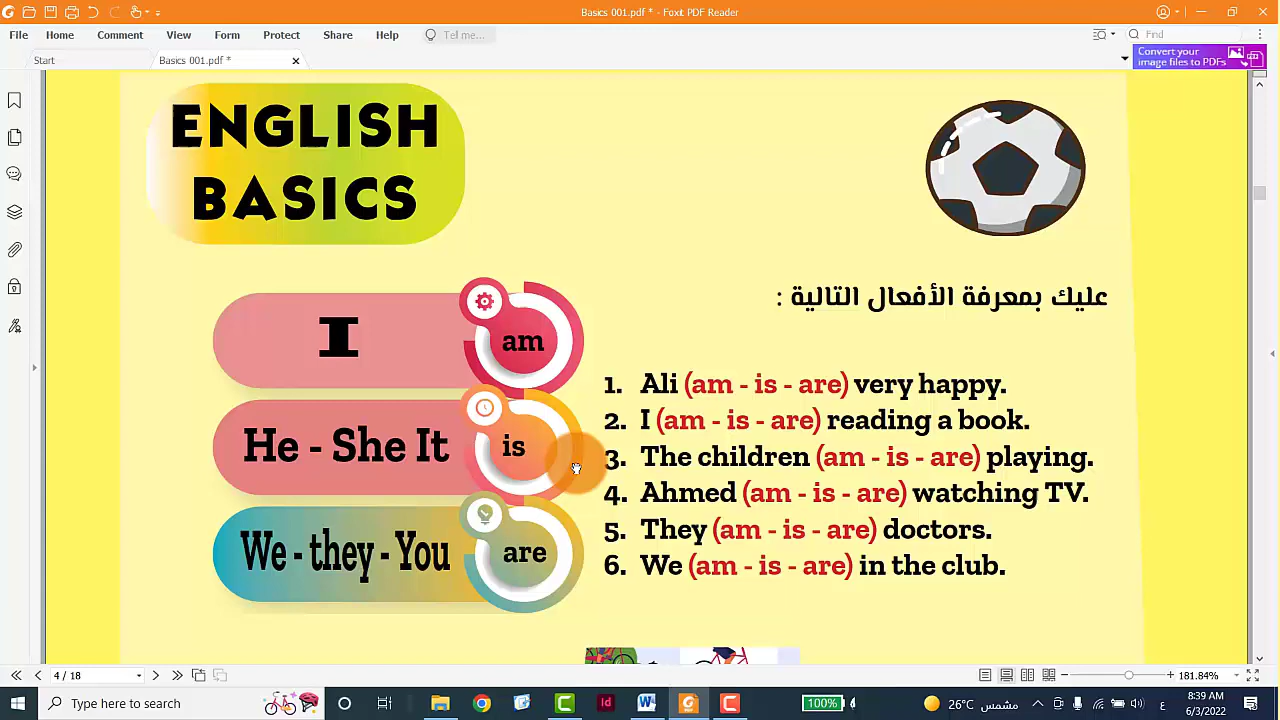 Basics 001.pdf * - Foxit PDF Reader
File Home Comment View Form Protect Share Help Tell me... Find
Start Basics 001.pdf *
Convert your
image files to PDFs
ENGLISH
BASICS
عليك بمعرفة الأفعال التالية :
I am
He - She It is
We - they - You are
1. Ali (am - is - are) very happy.
2. I (am - is - are) reading a book.
3. The children (am - is - are) playing.
4. Ahmed (am - is - are) watching TV.
5. They (am - is - are) doctors.
6. We (am - is - are) in the club.
4 / 18 181.84%
Type here to search Id 100% 26°C مشمس ع 8:39 AM
6/3/2022